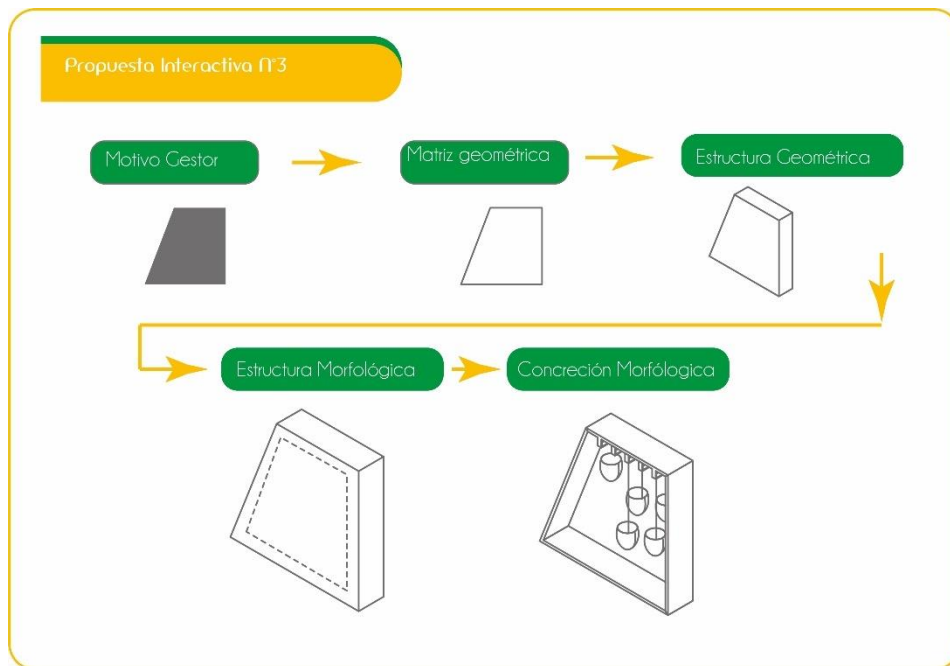 Propuesta Interactiva N°3
Motivo Gestor
Matriz geométrica
Estructura Geométrica
Estructura Morfológica
Concreción Morfólogica